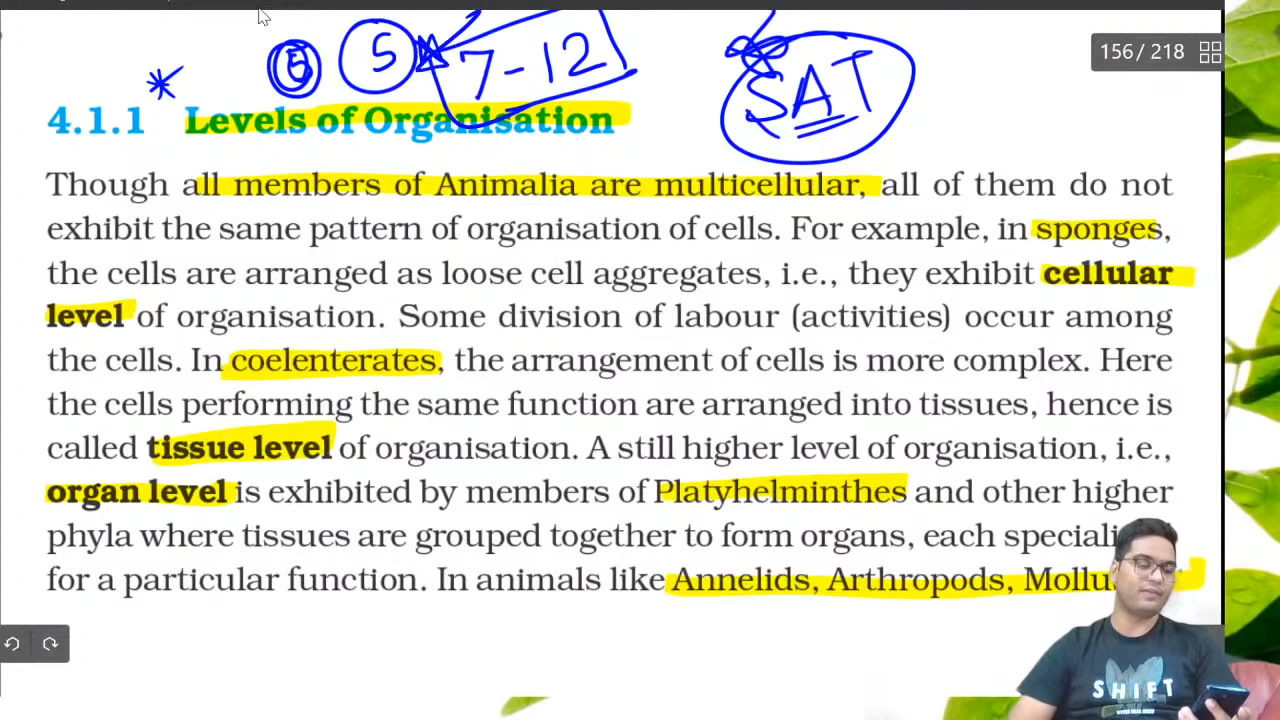 5 5 7-12 SAT
156 / 218
4.1.1 Levels of Organisation
Though all members of Animalia are multicellular, all of them do not
exhibit the same pattern of organisation of cells. For example, in sponges,
the cells are arranged as loose cell aggregates, i.e., they exhibit cellular
level of organisation. Some division of labour (activities) occur among
the cells. In coelenterates, the arrangement of cells is more complex. Here
the cells performing the same function are arranged into tissues, hence is
called tissue level of organisation. A still higher level of organisation, i.e.,
organ level is exhibited by members of Platyhelminthes and other higher
phyla where tissues are grouped together to form organs, each speciali
for a particular function. In animals like Annelids, Arthropods, Mollu
SHIFT